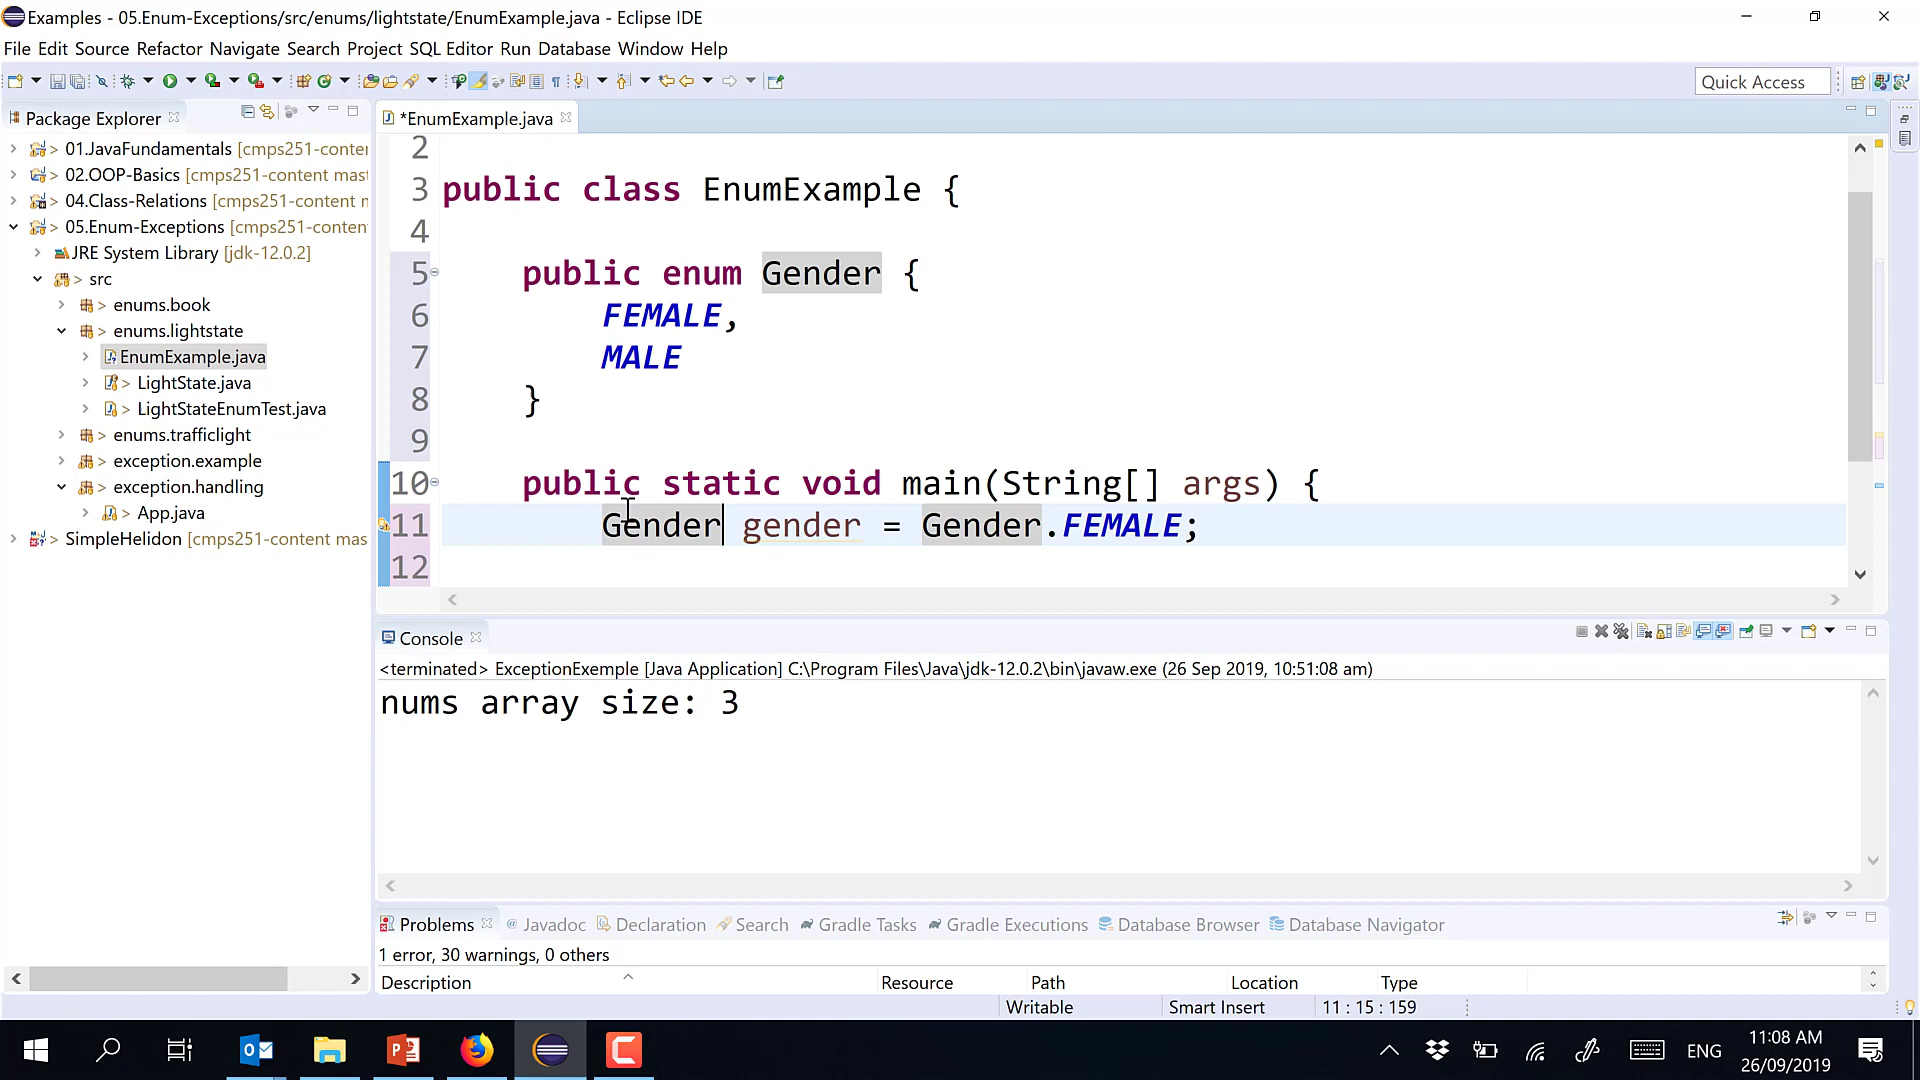 Examples - 05.Enum-Exceptions/src/enums/lightstate/EnumExample.java - Eclipse IDE
File Edit Source Refactor Navigate Search Project SQL Editor Run Database Window Help
Quick Access
Package Explorer
01.JavaFundamentals [cmps251-conter
02.OOP-Basics [cmps251-content mast
04.Class-Relations [cmps251-content n
05.Enum-Exceptions [cmps251-content
JRE System Library [jdk-12.0.2]
src
enums.book
enums.lightstate
EnumExample.java
LightState.java
LightStateEnumTest.java
enums.trafficlight
exception.example
exception.handling
App.java
SimpleHelidon [cmps251-content mas
*EnumExample.java
2
3 public class EnumExample {
4
5 public enum Gender {
6 FEMALE,
7 MALE
8 }
9
10 public static void main(String[] args) {
11 Gender gender = Gender.FEMALE;
12
Console
<terminated> ExceptionExemple [Java Application] C:\Program Files\Java\jdk-12.0.2\bin\javaw.exe (26 Sep 2019, 10:51:08 am)
nums array size: 3
Problems Javadoc Declaration Search Gradle Tasks Gradle Executions Database Browser Database Navigator
1 error, 30 warnings, 0 others
Description Resource Path Location Type
Writable Smart Insert 11 : 15 : 159
ENG
11:08 AM
26/09/2019